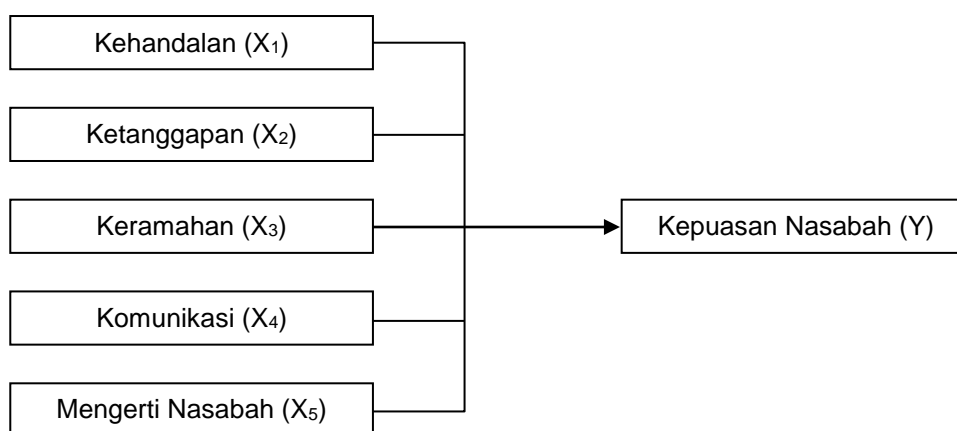 Kehandalan (X₁)
Ketanggapan (X₂)
Keramahan (X₃)
Kepuasan Nasabah (Y)
Komunikasi (X₄)
Mengerti Nasabah (X₅)